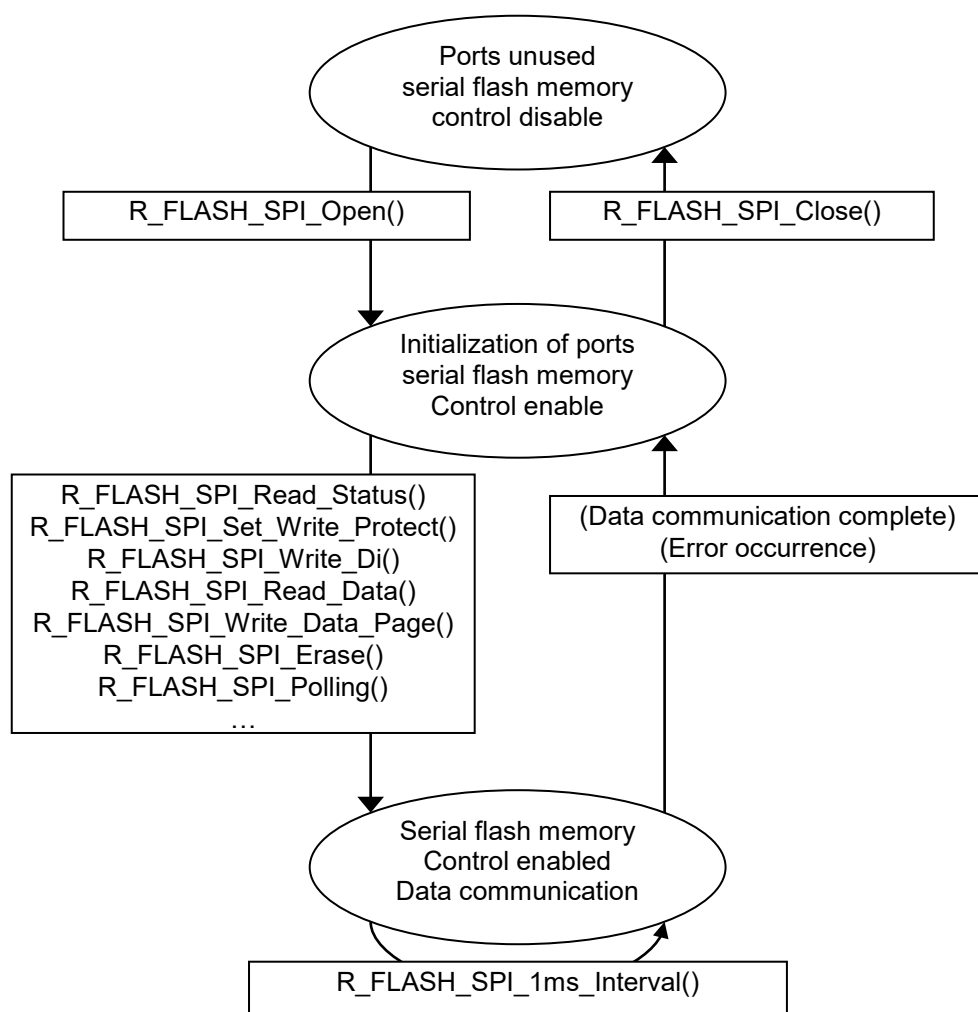 Ports unused
serial flash memory
control disable
R_FLASH_SPI_Open()
R_FLASH_SPI_Close()
Initialization of ports
serial flash memory
Control enable
R_FLASH_SPI_Read_Status()
R_FLASH_SPI_Set_Write_Protect()
R_FLASH_SPI_Write_Di()
R_FLASH_SPI_Read_Data()
R_FLASH_SPI_Write_Data_Page()
R_FLASH_SPI_Erase()
R_FLASH_SPI_Polling()
…
(Data communication complete)
(Error occurrence)
Serial flash memory
Control enabled
Data communication
R_FLASH_SPI_1ms_Interval()